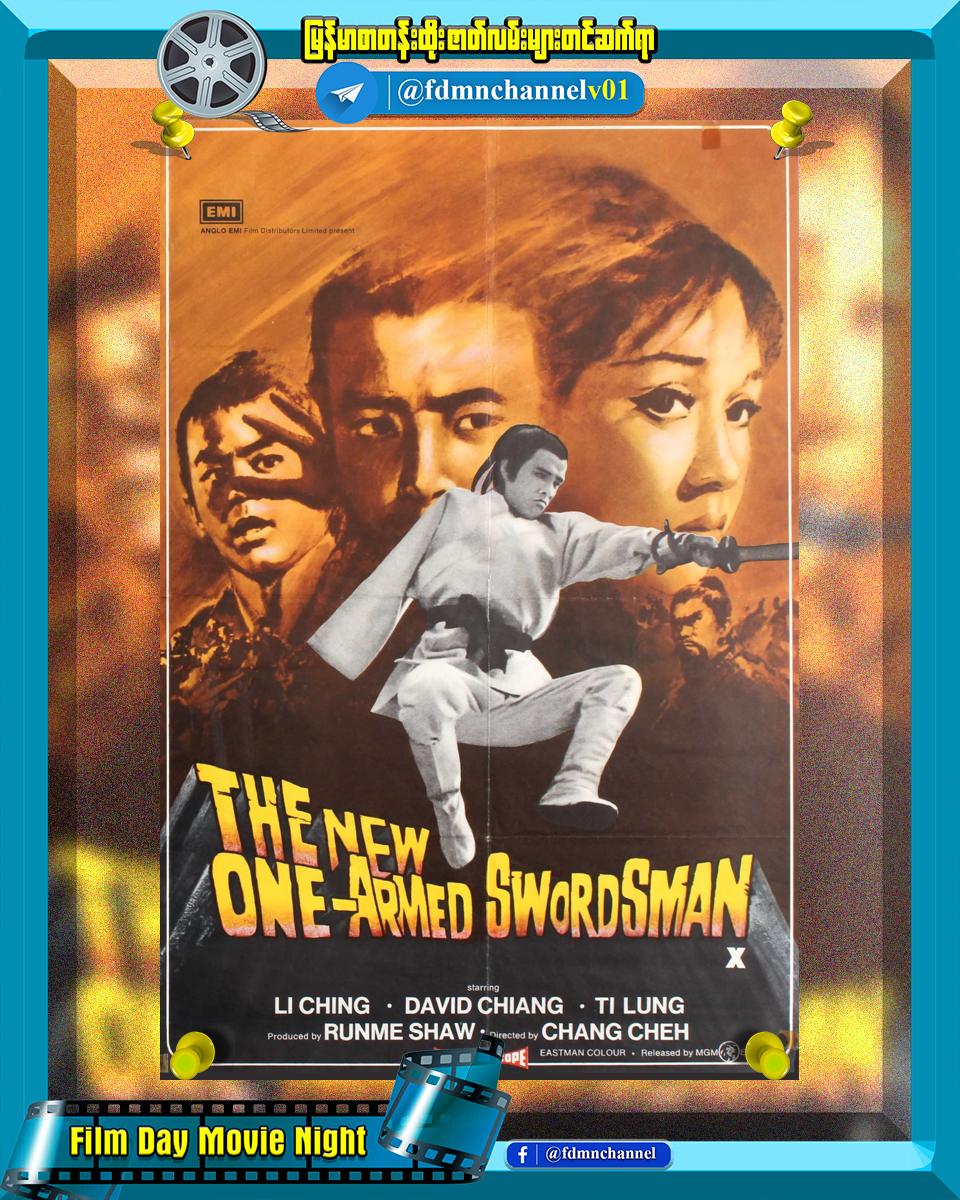 မြန်မာစာတန်းထိုးဇာတ်လမ်းများတင်ဆက်ရာ
@fdmnchannelv01
EMI
ANGLO EMI Film Distributors Limited present
THE NEW
ONE-ARMED SWORDSMAN
X
starring
LI CHING · DAVID CHIANG · TI LUNG
Produced by RUNME SHAW · Directed by CHANG CHEH
EASTMAN COLOUR · Released by MGM
Film Day Movie Night
@fdmnchannel